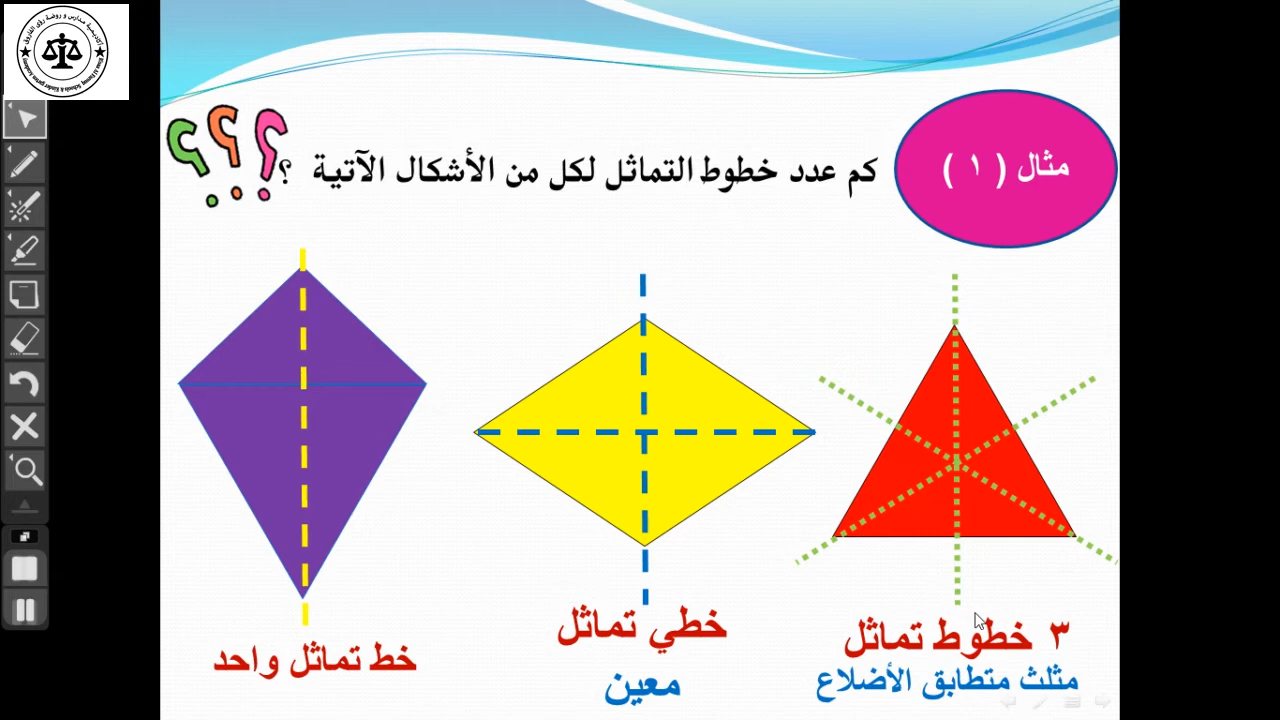 مثال ( ١ )
كم عدد خطوط التماثل لكل من الأشكال الآتية ؟
؟؟؟
٣ خطوط تماثل
مثلث متطابق الأضلاع
خطي تماثل
معين
خط تماثل واحد